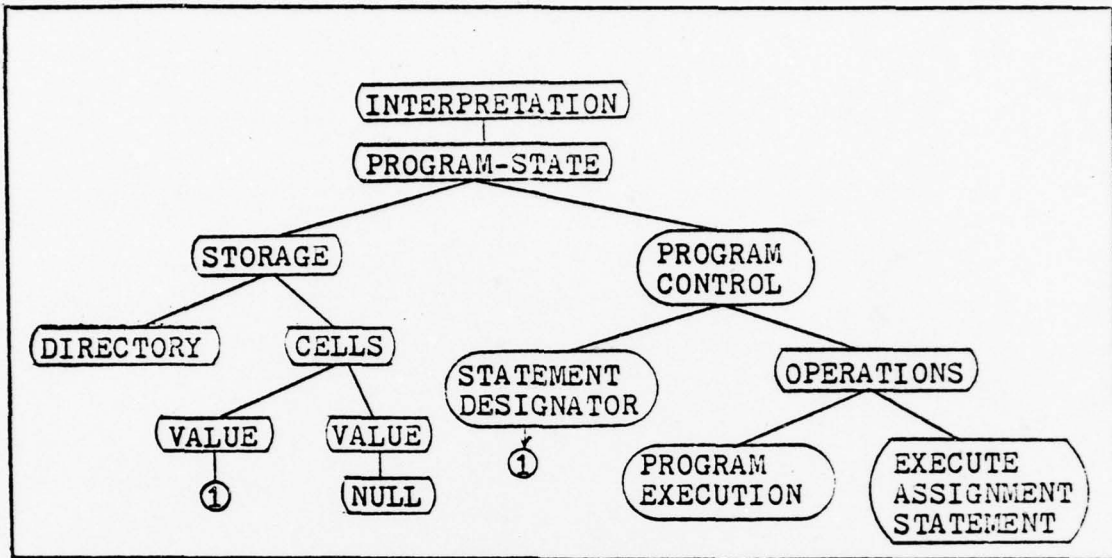 INTERPRETATION
PROGRAM-STATE
STORAGE
PROGRAM
CONTROL
DIRECTORY
CELLS
STATEMENT
DESIGNATOR
OPERATIONS
VALUE
VALUE
1
NULL
1
PROGRAM
EXECUTION
EXECUTE
ASSIGNMENT
STATEMENT